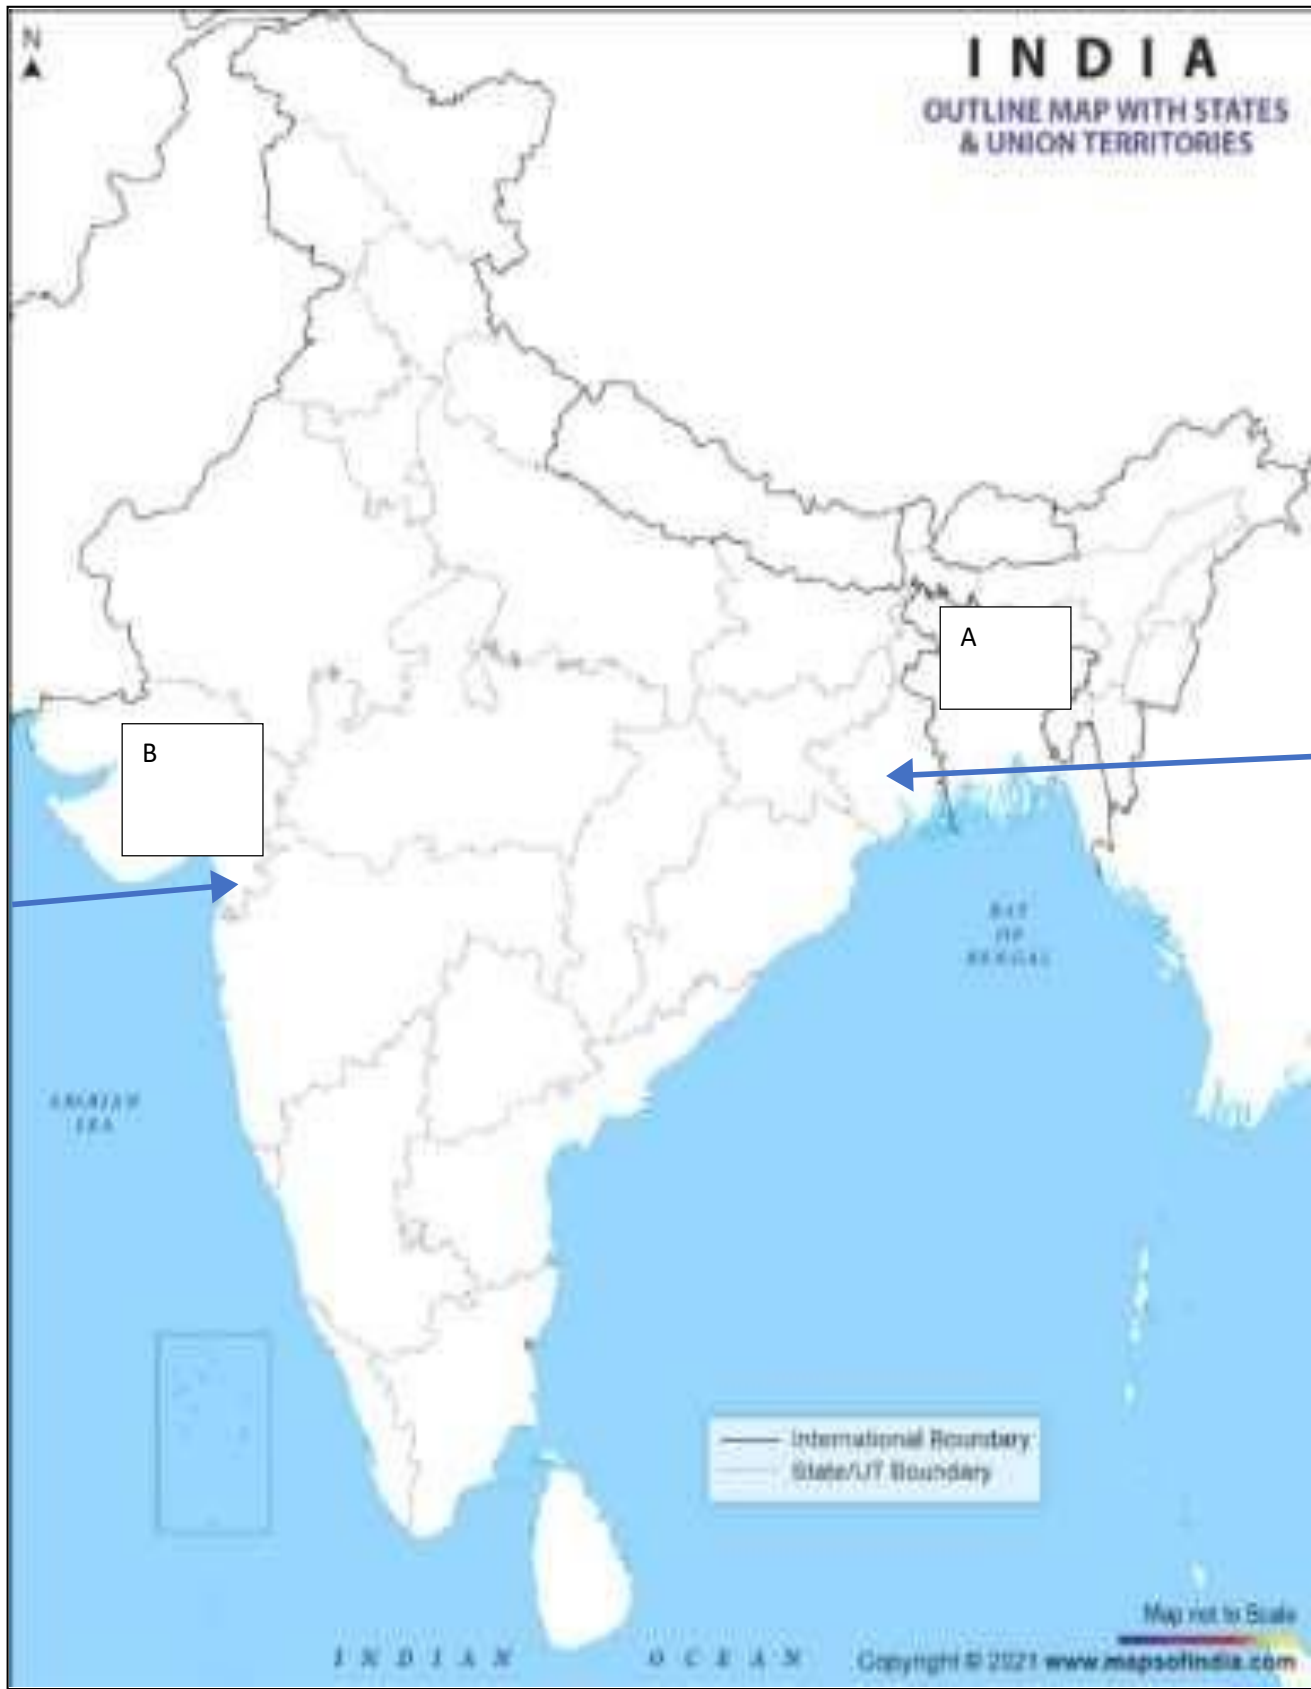 N
INDIA
OUTLINE MAP WITH STATES
& UNION TERRITORIES
A
B
BAY
OF
BENGAL
ARABIAN
SEA
International Boundary
State/UT Boundary
Map not to Scale
INDIAN OCEAN
Copyright © 2021 www.mapsofindia.com